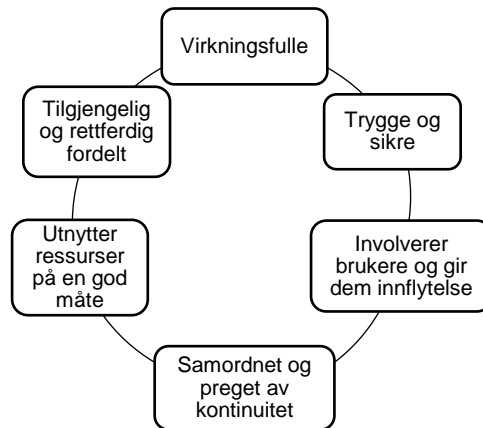 Virkningsfulle
Trygge og
sikre
Involverer
brukere og gir
dem innflytelse
Samordnet og
preget av
kontinuitet
Utnytter
ressurser
på en god
måte
Tilgjengelig
og rettferdig
fordelt